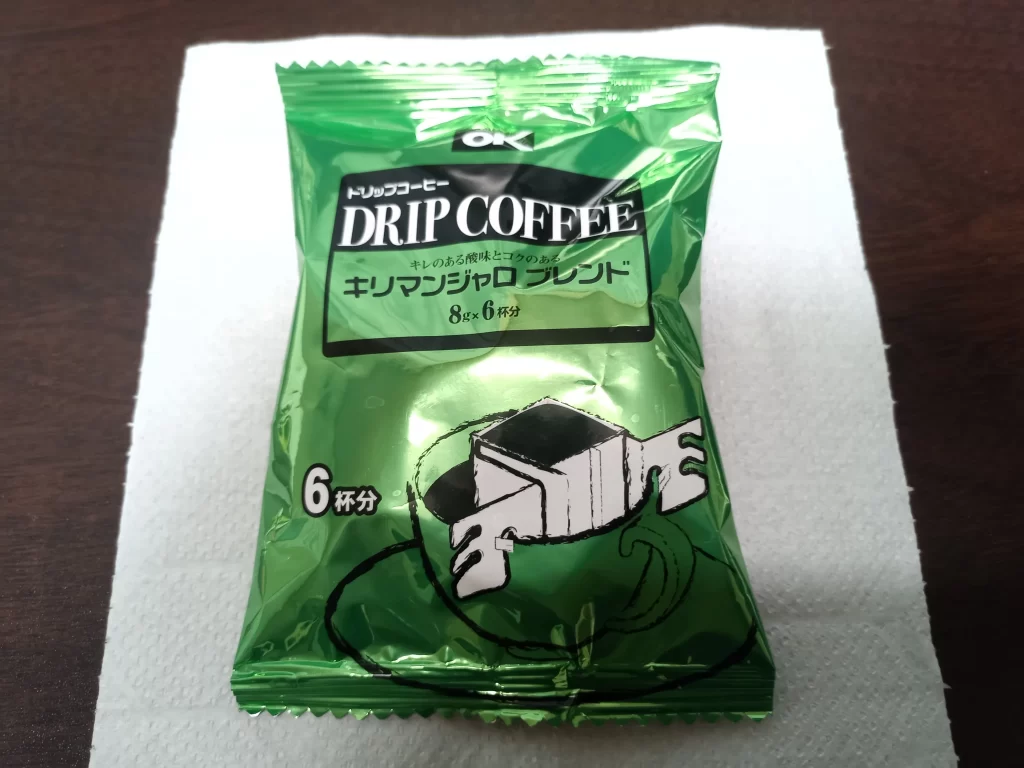 OK
ドリップコーヒー
DRIP COFFEE
キレのある酸味とコクのある
キリマンジャロ ブレンド
8g×6杯分
6杯分